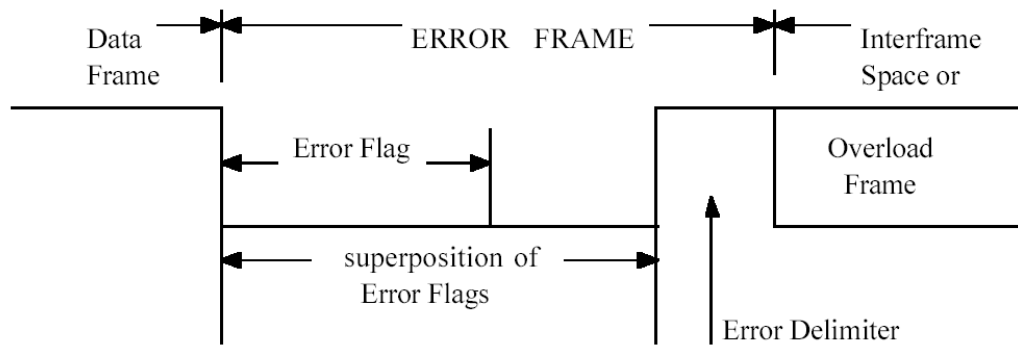 Data
Frame
ERROR FRAME
Interframe
Space or
Error Flag
Overload
Frame
superposition of
Error Flags
Error Delimiter